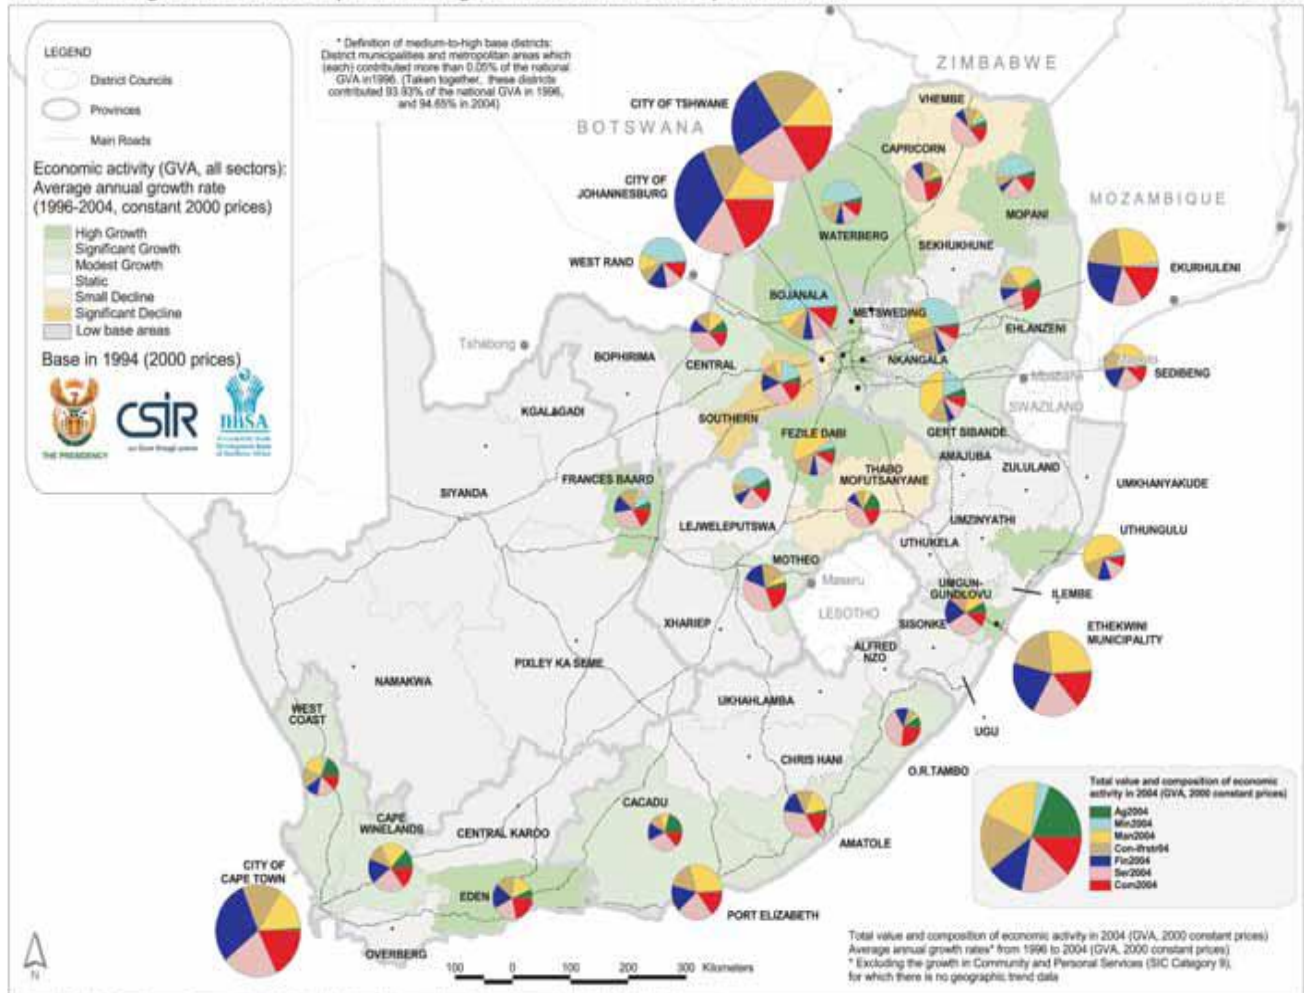 LEGEND
District Councils
Provinces
Main Roads
Economic activity (GVA, all sectors):
Average annual growth rate
(1996-2004, constant 2000 prices)
High Growth
Significant Growth
Modest Growth
Static
Small Decline
Significant Decline
Low base areas
Base in 1994 (2000 prices)
THE PRESIDENCY
CSIR
our future through science
DBSA
* Definition of medium-to-high base districts:
District municipalities and metropolitan areas which
(each) contributed more than 0.05% of the national
GVA in1996. (Taken together, these districts
contributed 93.93% of the national GVA in 1996,
and 94.65% in 2004)
ZIMBABWE
BOTSWANA
MOZAMBIQUE
CITY OF TSHWANE
VHEMBE
CAPRICORN
CITY OF
JOHANNESBURG
MOPANI
WATERBERG
SEKHUKHUNE
WEST RAND
EKURHULENI
BOJANALA
METSWEDING
EHLANZENI
Tshabong
BOPHIRIMA
CENTRAL
NKANGALA
Mbabane
SEDIBENG
SWAZILAND
KGALAGADI
SOUTHERN
FEZILE DABI
GERT SIBANDE
AMAJUBA
ZULULAND
UMKHANYAKUDE
SIYANDA
FRANCES BAARD
THABO
MOFUTSANYANE
LEJWELEPUTSWA
UMZINYATHI
UTHUNGULU
UTHUKELA
MOTHEO
Maseru
UMGUN-
GUNDLOVU
ILEMBE
LESOTHO
XHARIEP
SISONKE
ETHEKWINI
MUNICIPALITY
ALFRED
NZO
PIXLEY KA SEME
NAMAKWA
UKHAHLAMBA
WEST
COAST
UGU
CHRIS HANI
O.R.TAMBO
CACADU
CAPE
WINELANDS
CENTRAL KAROO
AMATOLE
CITY OF
CAPE TOWN
EDEN
PORT ELIZABETH
OVERBERG
Total value and composition of economic
activity in 2004 (GVA, 2000 constant prices)
Ag2004
Min2004
Man2004
Con-ifrstr04
Fin2004
Ser2004
Com2004
N
100 0 100 200 300 Kilometers
Total value and composition of economic activity in 2004 (GVA, 2000 constant prices)
Average annual growth rates* from 1996 to 2004 (GVA, 2000 constant prices)
* Excluding the growth in Community and Personal Services (SIC Category 9),
for which there is no geographic trend data